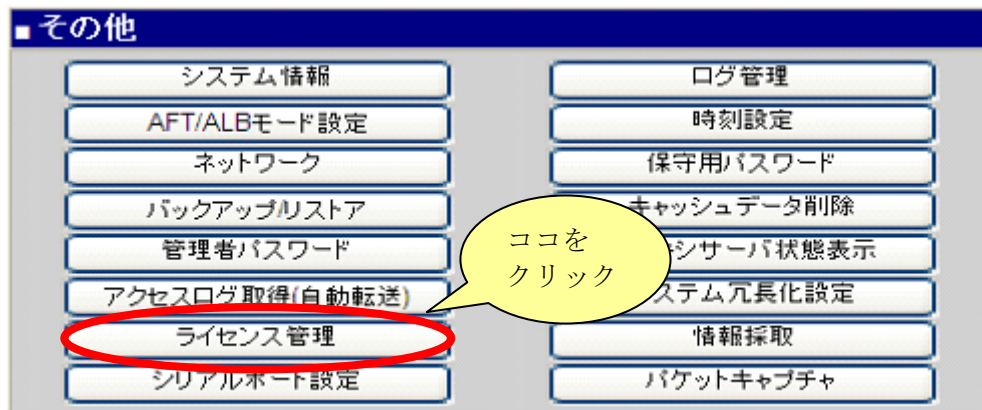 ■その他
システム情報
ログ管理
AFT/ALBモード設定
時刻設定
ネットワーク
保守用パスワード
バックアップ/リストア
キャッシュデータ削除
管理者パスワード
シサーバ状態表示
アクセスログ取得(自動転送)
ステム冗長化設定
ライセンス管理
情報採取
シリアルポート設定
パケットキャプチャ
ココを
クリック